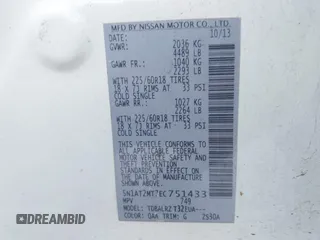 MFD BY NISSAN MOTOR CO., LTD.
DATE: 10/13
GVWR: 2036 KG
4489 LB
GAWR FR: 1040 KG
2293 LB
WITH 225/60R18 TIRES
18 X 7J RIMS AT 33 PSI
COLD SINGLE
GAWR RR: 1027 KG
2264 LB
WITH 225/60R18 TIRES
18 X 7J RIMS AT 33 PSI
COLD SINGLE
THIS VEHICLE CONFORMS TO ALL
APPLICABLE FEDERAL MOTOR VEHICLE
SAFETY AND THEFT PREVENTION
STANDARDS IN EFFECT ON THE DATE
OF MANUFACTURE SHOWN ABOVE.
5N1AT2MT7EC751433
MPV 749
MODEL:
COLOR: QAK TRIM: G